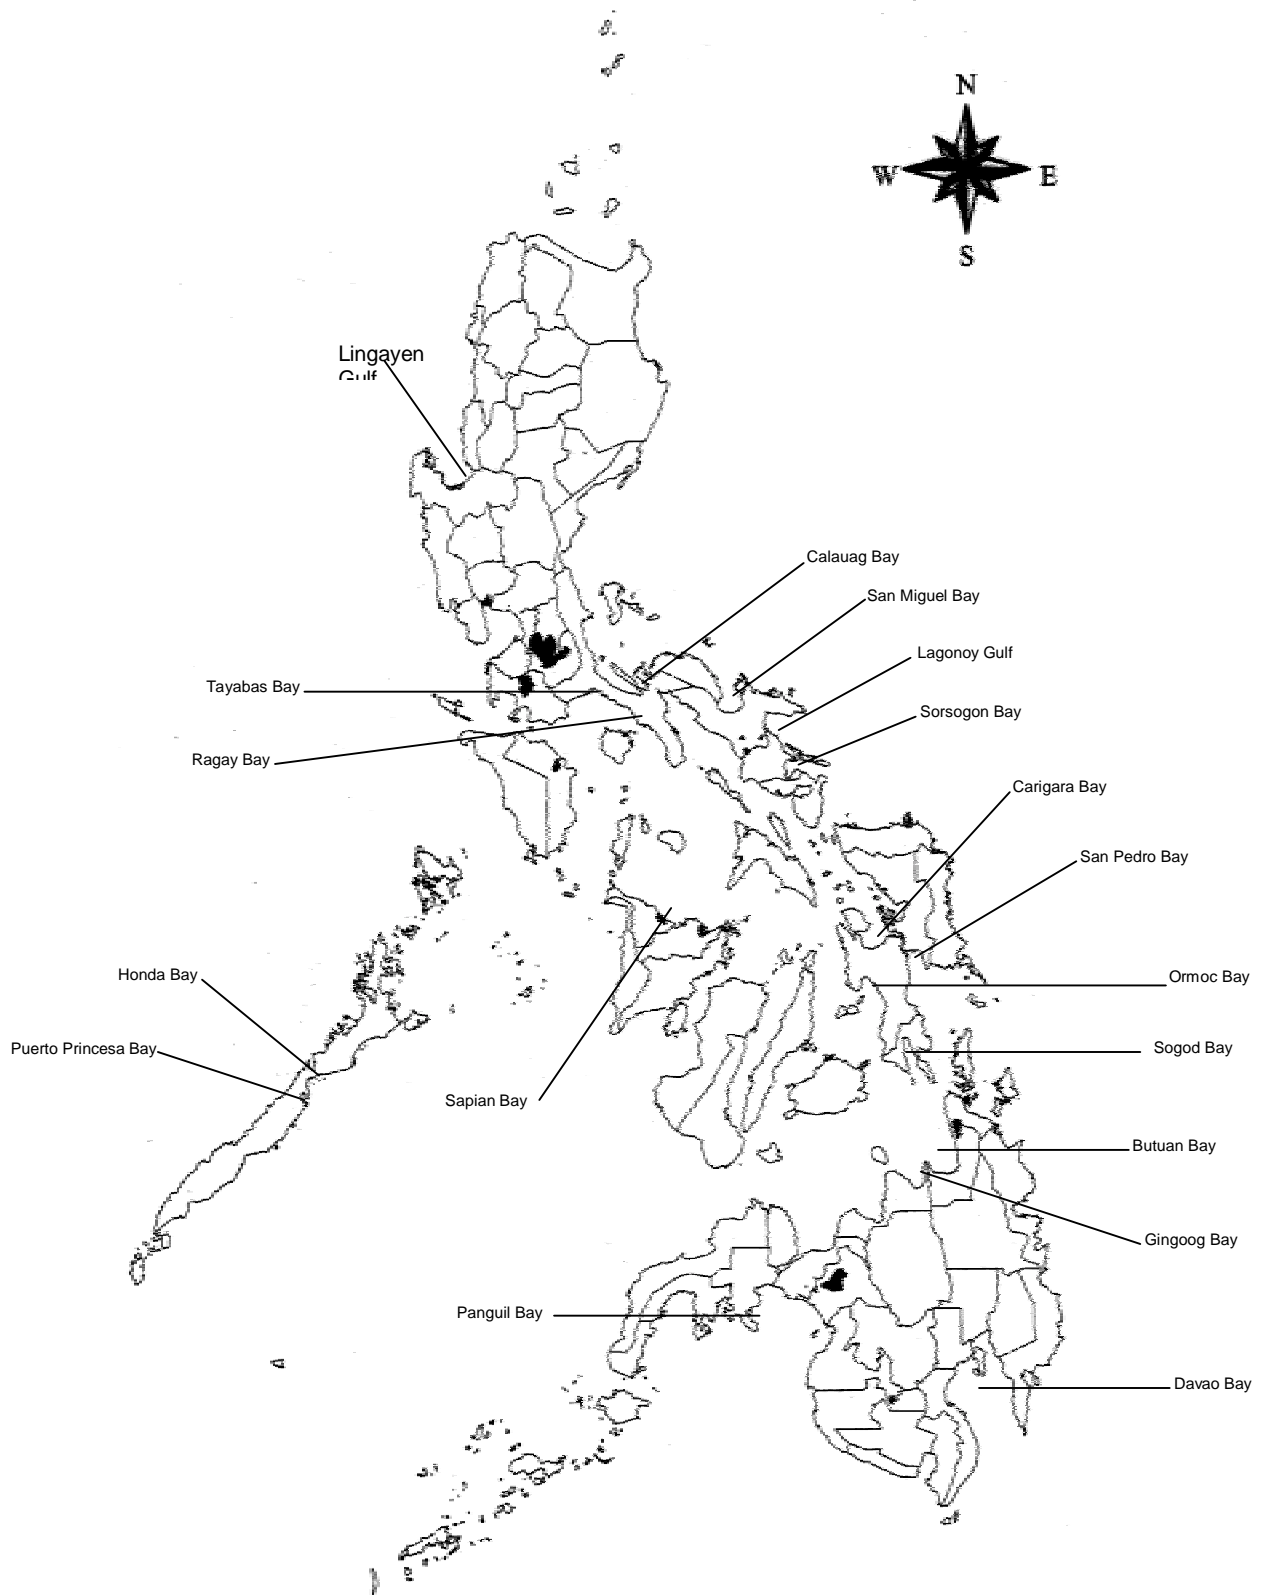 N
W E
S
Lingayen
Gulf
Calauag Bay
San Miguel Bay
Lagonoy Gulf
Tayabas Bay
Sorsogon Bay
Ragay Bay
Carigara Bay
San Pedro Bay
Honda Bay
Ormoc Bay
Puerto Princesa Bay
Sogod Bay
Sapian Bay
Butuan Bay
Gingoog Bay
Panguil Bay
Davao Bay